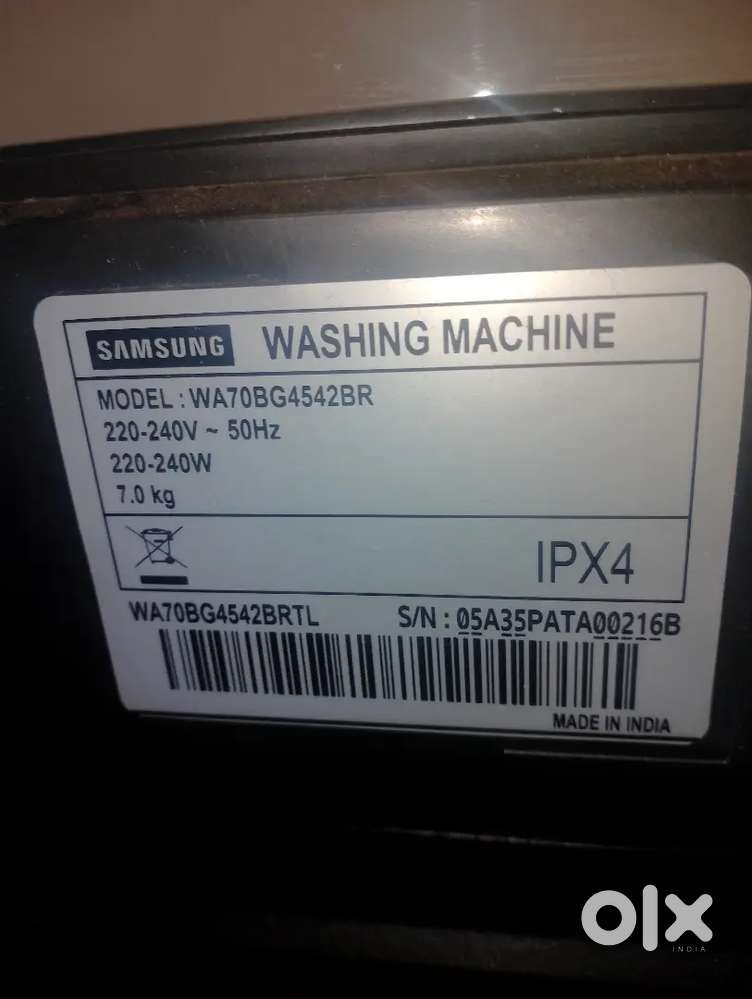 SAMSUNG WASHING MACHINE
MODEL : WA70BG4542BR
220-240V ~ 50Hz
220-240W
7.0 kg
IPX4
WA70BG4542BRTL S/N : 05A35PATA00216B
MADE IN INDIA
olx
INDIA